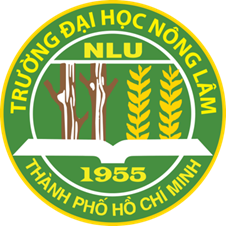 TRƯỜNG ĐẠI HỌC NÔNG LÂM
NLU
1955
THÀNH PHỐ HỒ CHÍ MINH